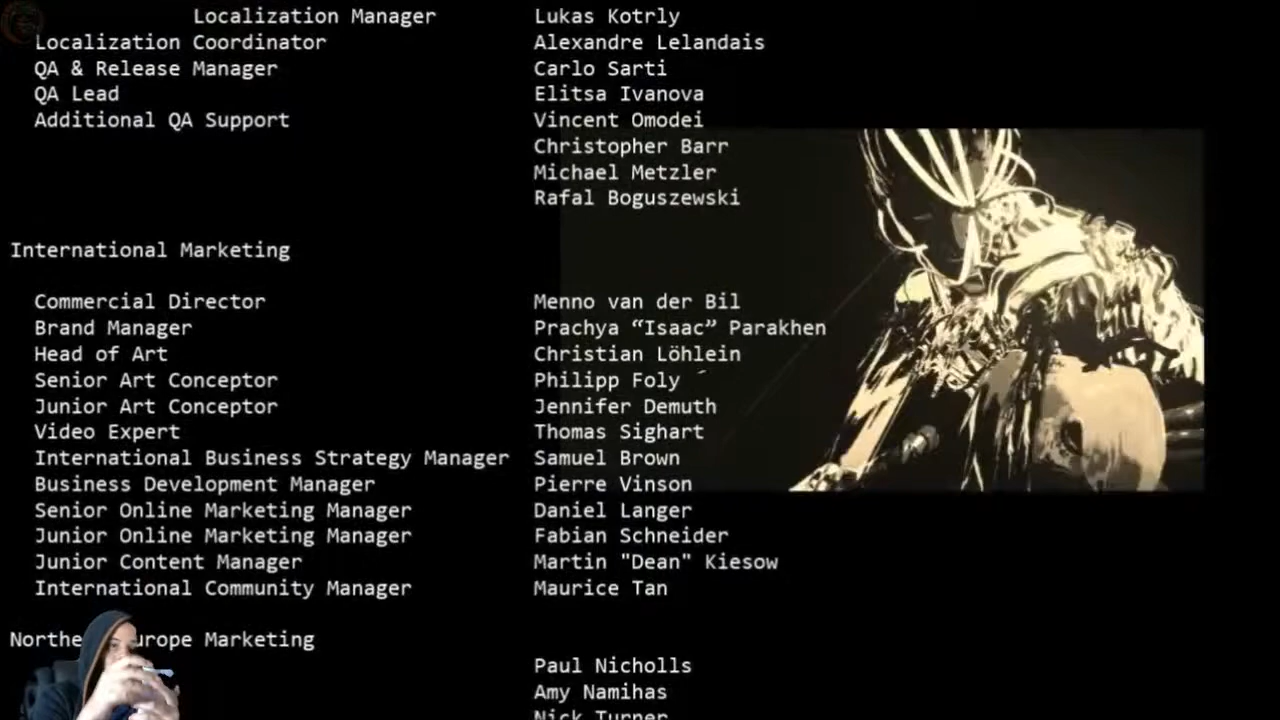 Localization Manager Lukas Kotrly
Localization Coordinator Alexandre Lelandais
QA & Release Manager Carlo Sarti
QA Lead Elitsa Ivanova
Additional QA Support Vincent Omodei
Christopher Barr
Michael Metzler
Rafal Boguszewski
International Marketing
Commercial Director Menno van der Bil
Brand Manager Prachya “Isaac” Parakhen
Head of Art Christian Löhlein
Senior Art Conceptor Philipp Foly
Junior Art Conceptor Jennifer Demuth
Video Expert Thomas Sighart
International Business Strategy Manager Samuel Brown
Business Development Manager Pierre Vinson
Senior Online Marketing Manager Daniel Langer
Junior Online Marketing Manager Fabian Schneider
Junior Content Manager Martin "Dean" Kiesow
International Community Manager Maurice Tan
Marketing
Paul Nicholls
Amy Namihas
Nick Turner